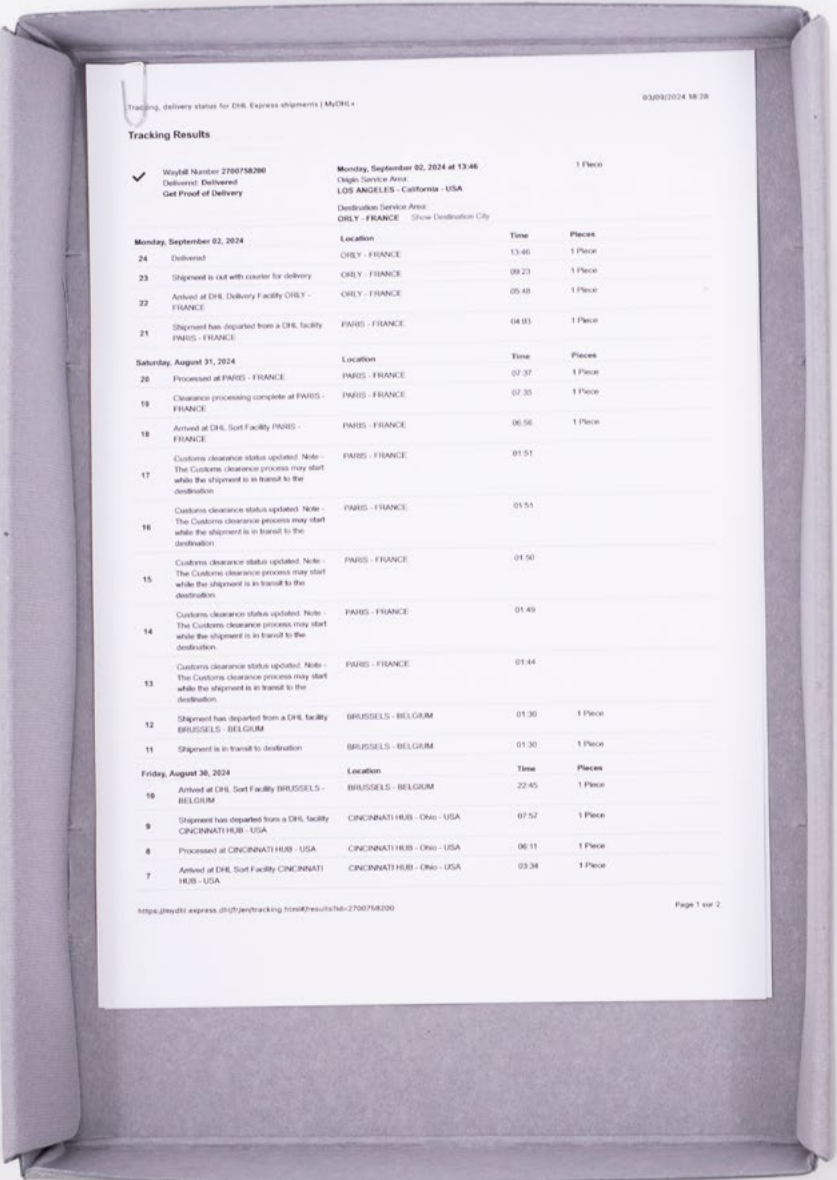 Tracking, delivery status for DHL Express shipments | MyDHL+
03/09/2024 18:28
Tracking Results
Waybill Number 2700758200
Delivered: Delivered
Get Proof of Delivery
Monday, September 02, 2024 at 13:46
Origin Service Area:
LOS ANGELES - California - USA
Destination Service Area:
ORLY - FRANCE Show Destination City
1 Piece
Monday, September 02, 2024 Location Time Pieces
24 Delivered ORLY - FRANCE 13:46 1 Piece
23 Shipment is out with courier for delivery ORLY - FRANCE 09:23 1 Piece
22 Arrived at DHL Delivery Facility ORLY - ORLY - FRANCE 05:48 1 Piece
FRANCE
21 Shipment has departed from a DHL facility PARIS - FRANCE 04:03 1 Piece
PARIS - FRANCE
Saturday, August 31, 2024 Location Time Pieces
20 Processed at PARIS - FRANCE PARIS - FRANCE 07:37 1 Piece
19 Clearance processing complete at PARIS - PARIS - FRANCE 07:35 1 Piece
FRANCE
18 Arrived at DHL Sort Facility PARIS - PARIS - FRANCE 06:56 1 Piece
FRANCE
17 Customs clearance status updated. Note - PARIS - FRANCE 01:51
The Customs clearance process may start
while the shipment is in transit to the
destination.
16 Customs clearance status updated. Note - PARIS - FRANCE 01:51
The Customs clearance process may start
while the shipment is in transit to the
destination.
15 Customs clearance status updated. Note - PARIS - FRANCE 01:50
The Customs clearance process may start
while the shipment is in transit to the
destination.
14 Customs clearance status updated. Note - PARIS - FRANCE 01:49
The Customs clearance process may start
while the shipment is in transit to the
destination.
13 Customs clearance status updated. Note - PARIS - FRANCE 01:44
The Customs clearance process may start
while the shipment is in transit to the
destination.
12 Shipment has departed from a DHL facility BRUSSELS - BELGIUM 01:30 1 Piece
BRUSSELS - BELGIUM
11 Shipment is in transit to destination BRUSSELS - BELGIUM 01:30 1 Piece
Friday, August 30, 2024 Location Time Pieces
10 Arrived at DHL Sort Facility BRUSSELS - BRUSSELS - BELGIUM 22:45 1 Piece
BELGIUM
9 Shipment has departed from a DHL facility CINCINNATI HUB - Ohio - USA 07:57 1 Piece
CINCINNATI HUB - USA
8 Processed at CINCINNATI HUB - USA CINCINNATI HUB - Ohio - USA 06:11 1 Piece
7 Arrived at DHL Sort Facility CINCINNATI CINCINNATI HUB - Ohio - USA 03:34 1 Piece
HUB - USA
https://mydhl.express.dhl/fr/en/tracking.html#/results?id=2700758200
Page 1 sur 2